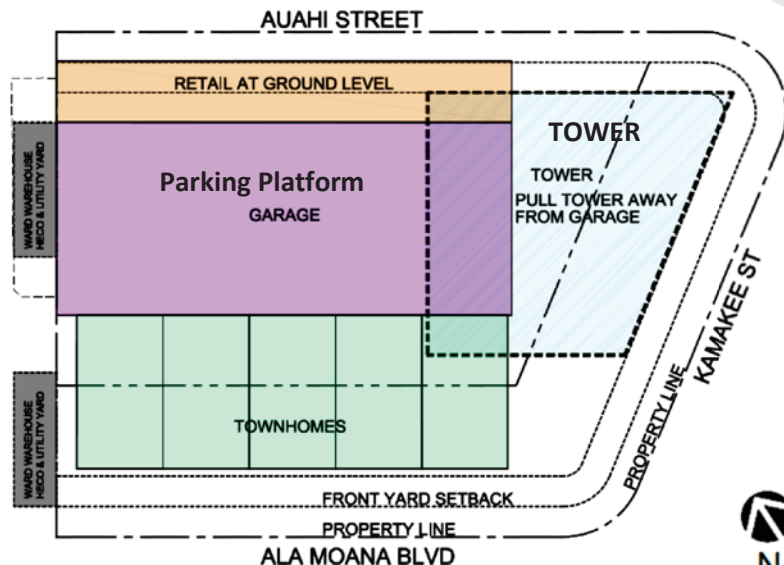 AUAHI STREET
RETAIL AT GROUND LEVEL
WARD WAREHOUSE
HECO & UTILITY YARD
Parking Platform
GARAGE
TOWER
TOWER
PULL TOWER AWAY
FROM GARAGE
KAMAKEE ST
PROPERTY LINE
WARD WAREHOUSE
HECO & UTILITY YARD
TOWNHOMES
FRONT YARD SETBACK
PROPERTY LINE
ALA MOANA BLVD
N